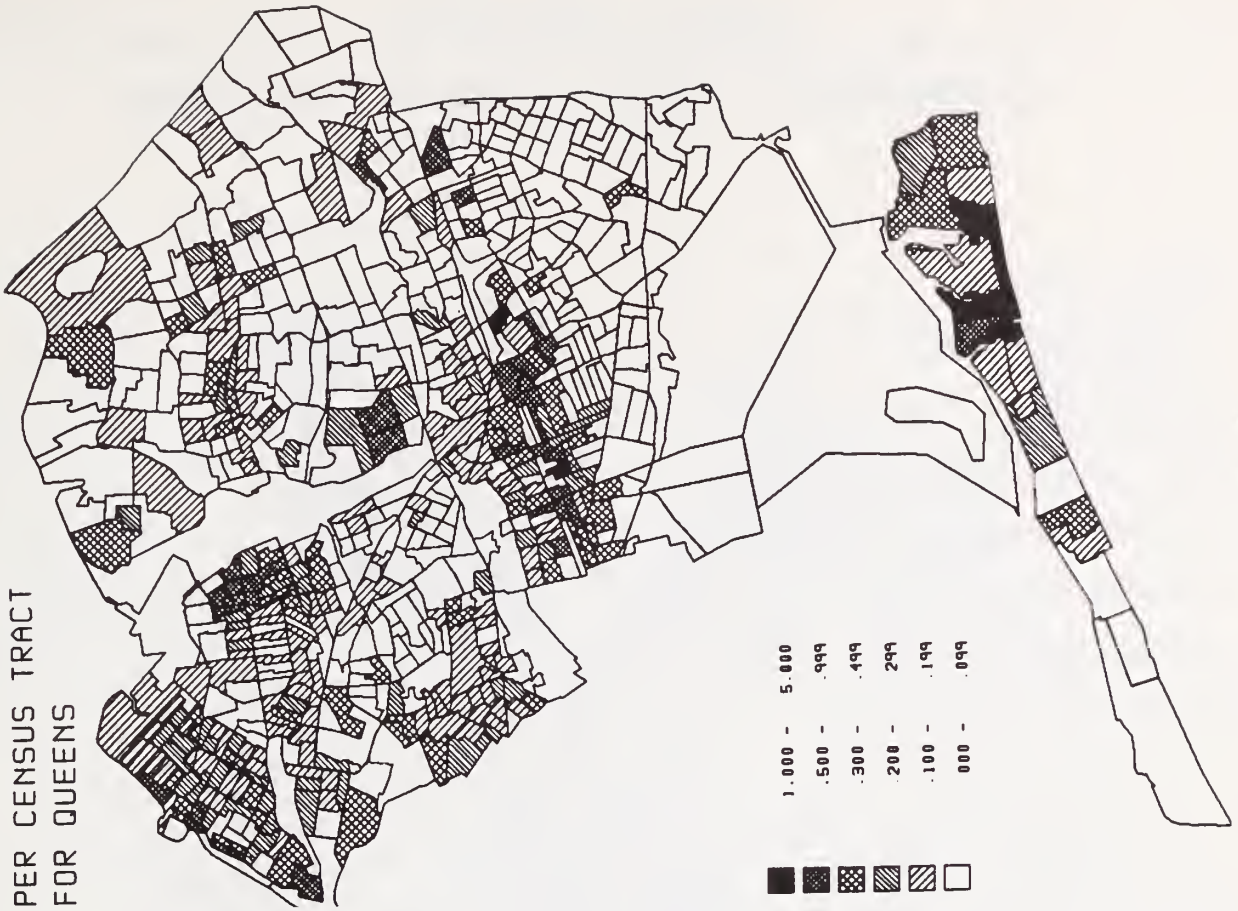 PER CENSUS TRACT
FOR QUEENS
1.000 - 5.000
.500 - .999
.300 - .499
.200 - .299
.100 - .199
.000 - .099